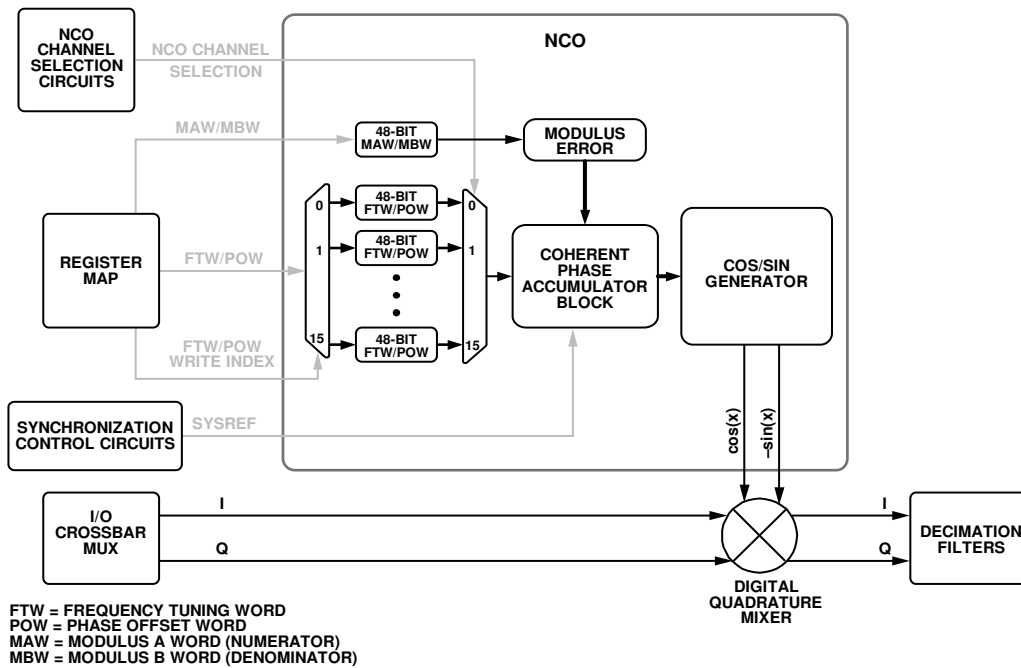 NCO
CHANNEL
SELECTION
CIRCUITS
NCO CHANNEL
SELECTION
NCO
MAW/MBW
48-BIT
MAW/MBW
MODULUS
ERROR
REGISTER
MAP
FTW/POW
0
48-BIT
FTW/POW
0
1
48-BIT
FTW/POW
1
15
48-BIT
FTW/POW
15
COHERENT
PHASE
ACCUMULATOR
BLOCK
COS/SIN
GENERATOR
FTW/POW
WRITE INDEX
SYNCHRONIZATION
CONTROL CIRCUITS
SYSREF
cos(x)
–sin(x)
I/O
CROSSBAR
MUX
I
Q
DIGITAL
QUADRATURE
MIXER
I
Q
DECIMATION
FILTERS
FTW = FREQUENCY TUNING WORD
POW = PHASE OFFSET WORD
MAW = MODULUS A WORD (NUMERATOR)
MBW = MODULUS B WORD (DENOMINATOR)